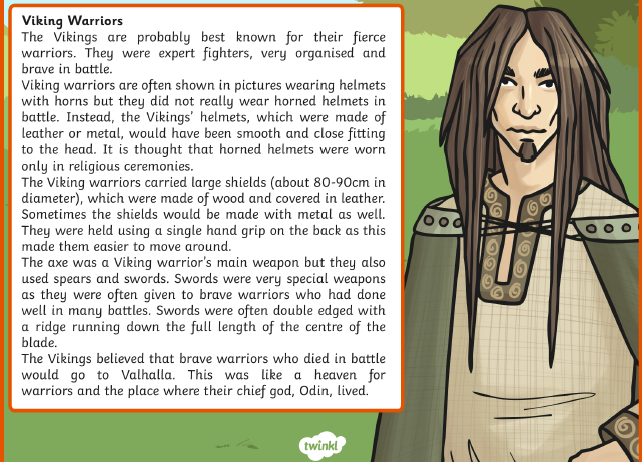 Viking Warriors
The Vikings are probably best known for their fierce
warriors. They were expert fighters, very organised and
brave in battle.
Viking warriors are often shown in pictures wearing helmets
with horns but they did not really wear horned helmets in
battle. Instead, the Vikings' helmets, which were made of
leather or metal, would have been smooth and close fitting
to the head. It is thought that horned helmets were worn
only in religious ceremonies.
The Viking warriors carried large shields (about 80-90cm in
diameter), which were made of wood and covered in leather.
Sometimes the shields would be made with metal as well.
They were held using a single hand grip on the back as this
made them easier to move around.
The axe was a Viking warrior's main weapon but they also
used spears and swords. Swords were very special weapons
as they were often given to brave warriors who had done
well in many battles. Swords were often double edged with
a ridge running down the full length of the centre of the
blade.
The Vikings believed that brave warriors who died in battle
would go to Valhalla. This was like a heaven for
warriors and the place where their chief god, Odin, lived.
twinkl